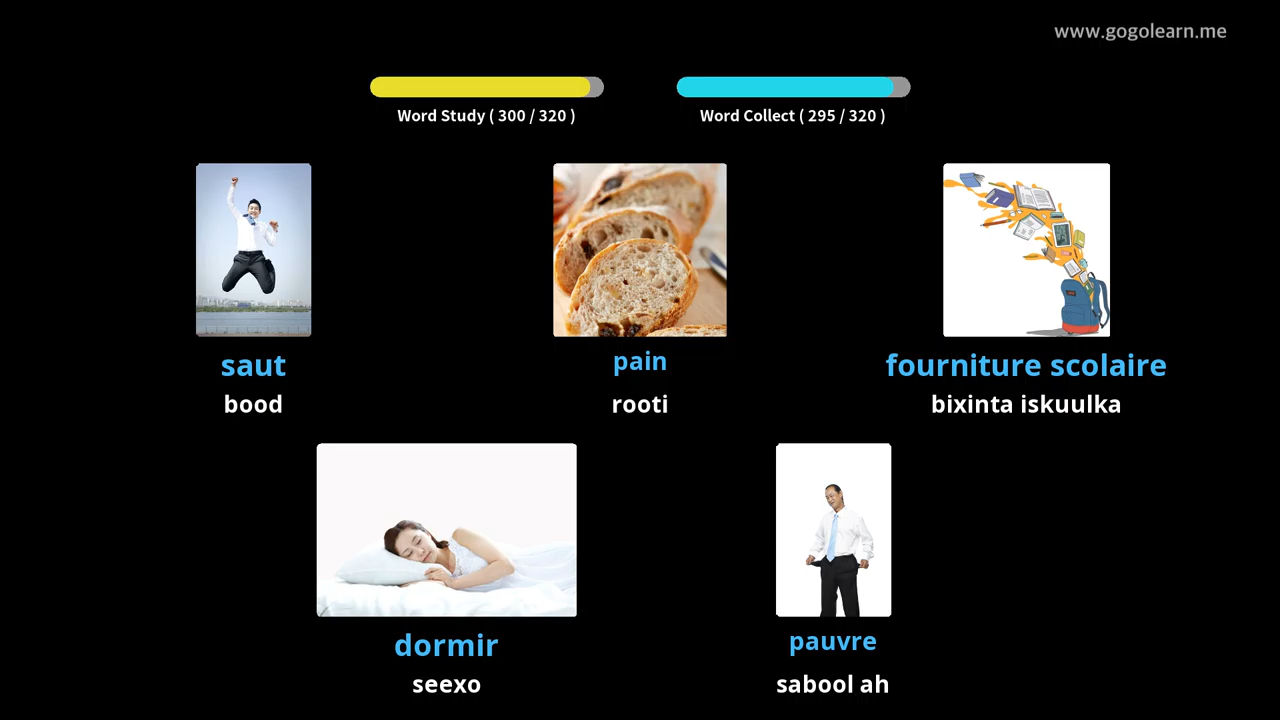 www.gogolearn.me
Word Study ( 300 / 320 )
Word Collect ( 295 / 320 )
saut
bood
pain
rooti
fourniture scolaire
bixinta iskuulka
dormir
seexo
pauvre
sabool ah